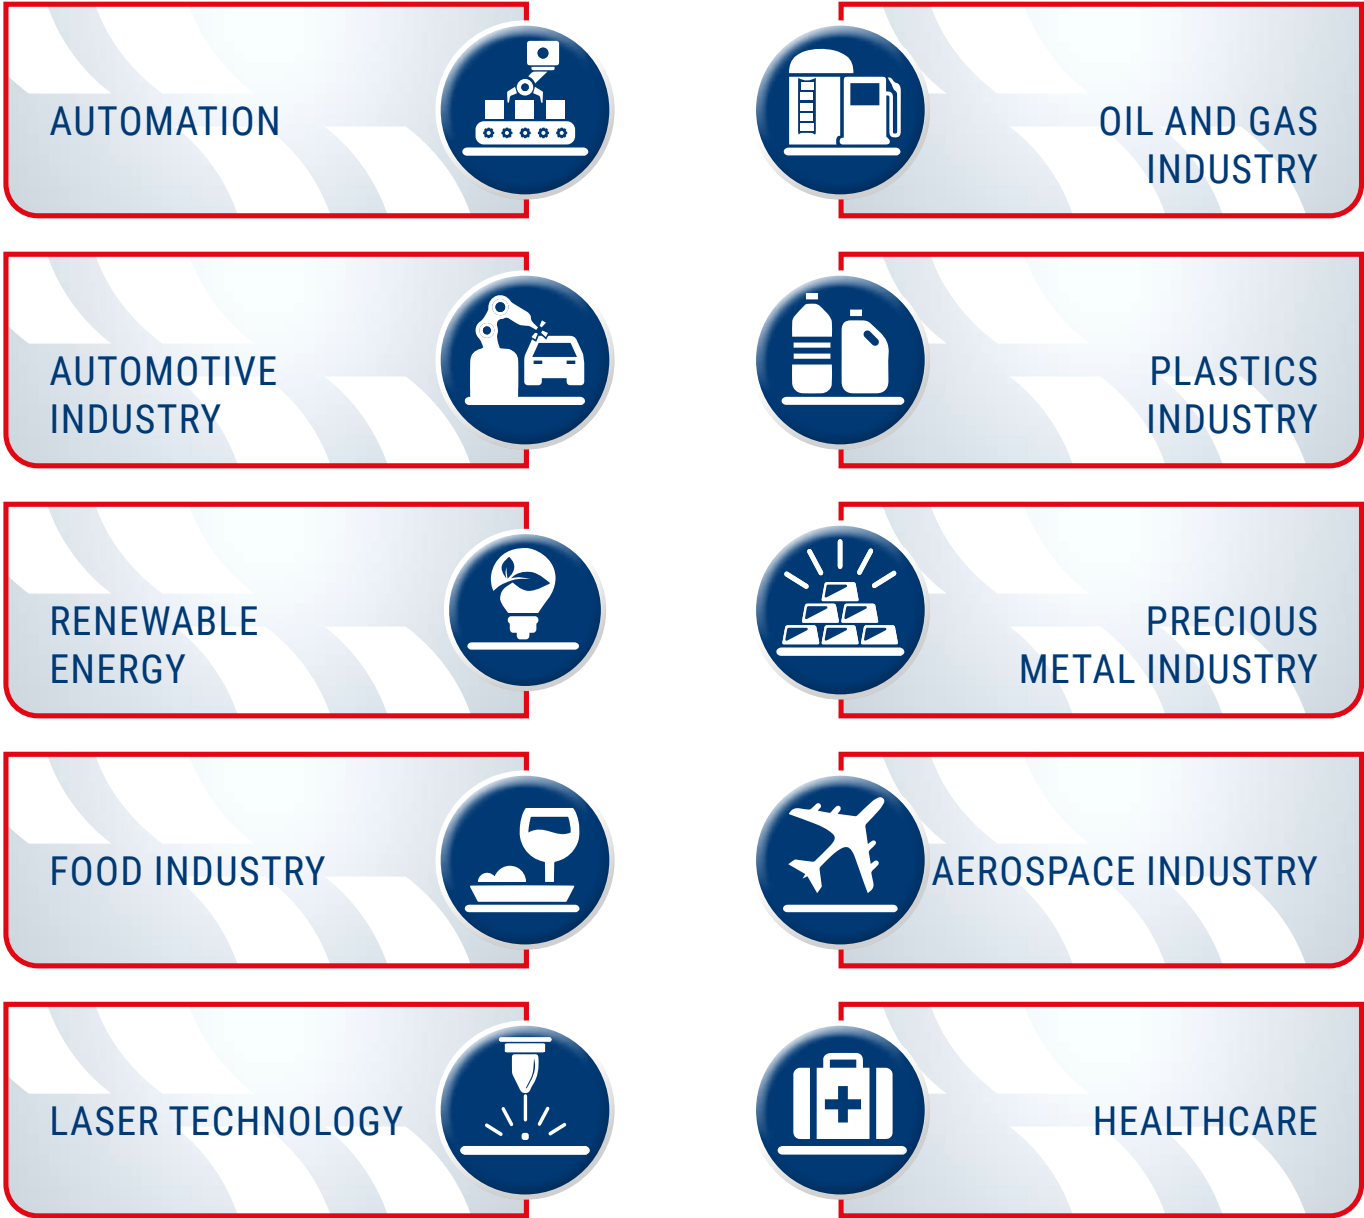 AUTOMATION
OIL AND GAS
INDUSTRY
AUTOMOTIVE
INDUSTRY
PLASTICS
INDUSTRY
RENEWABLE
ENERGY
PRECIOUS
METAL INDUSTRY
FOOD INDUSTRY
AEROSPACE INDUSTRY
LASER TECHNOLOGY
HEALTHCARE